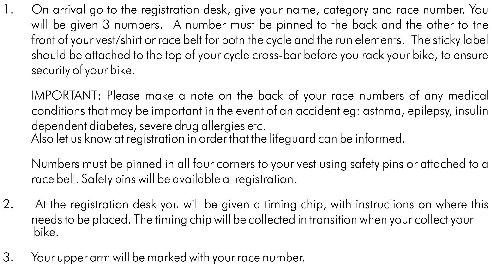 1. On arrival go to the registration desk, give your name, category and race number. You
will be given 3 numbers. A number must be pinned to the back and the other to the
front of your vest/shirt or race belt for both the cycle and the run elements. The sticky label
should be attached to the top of your cycle cross-bar before you rack your bike, to ensure
security of your bike.
IMPORTANT: Please make a note on the back of your race numbers of any medical
conditions that may be important in the event of an accident eg: asthma, epilepsy, insulin
dependent diabetes, severe drug allergies etc.
Also let us know at registration in order that the lifeguard can be informed.
Numbers must be pinned in all four corners to your vest using safety pins or attached to a
race belt. Safety pins will be available at registration.
2. At the registration desk you will be given a timing chip, with instructions on where this
needs to be placed. The timing chip will be collected in transition when your collect your
bike.
3. Your upper arm will be marked with your race number.